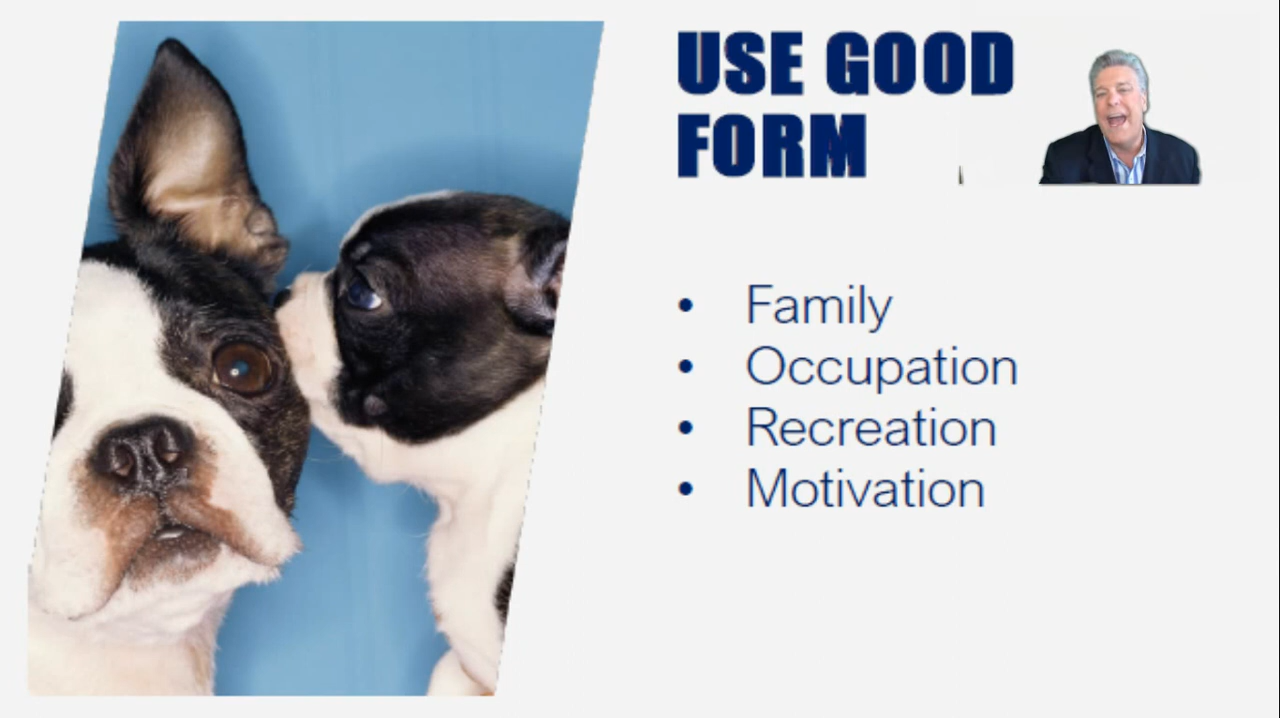 USE GOOD
FORM
• Family
• Occupation
• Recreation
• Motivation